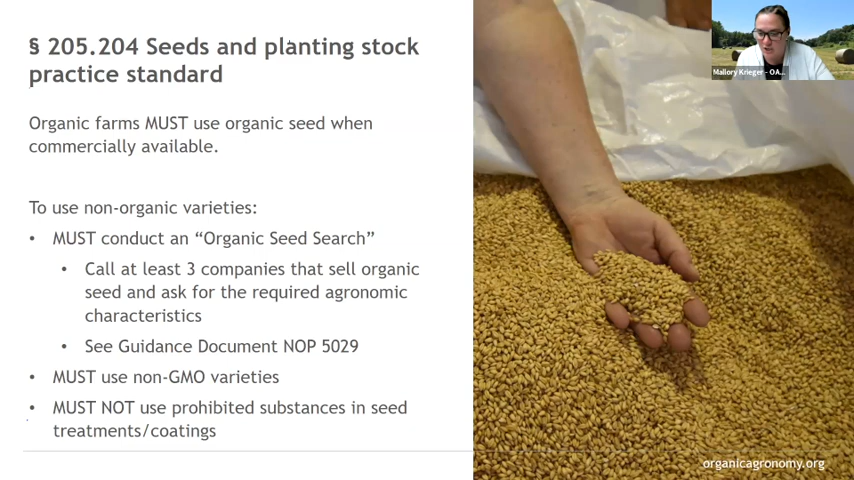 § 205.204 Seeds and planting stock
practice standard
Organic farms MUST use organic seed when
commercially available.
To use non-organic varieties:
• MUST conduct an “Organic Seed Search”
• Call at least 3 companies that sell organic
seed and ask for the required agronomic
characteristics
• See Guidance Document NOP 5029
• MUST use non-GMO varieties
• MUST NOT use prohibited substances in seed
treatments/coatings
Mallory Krieger - OA...
organicagronomy.org